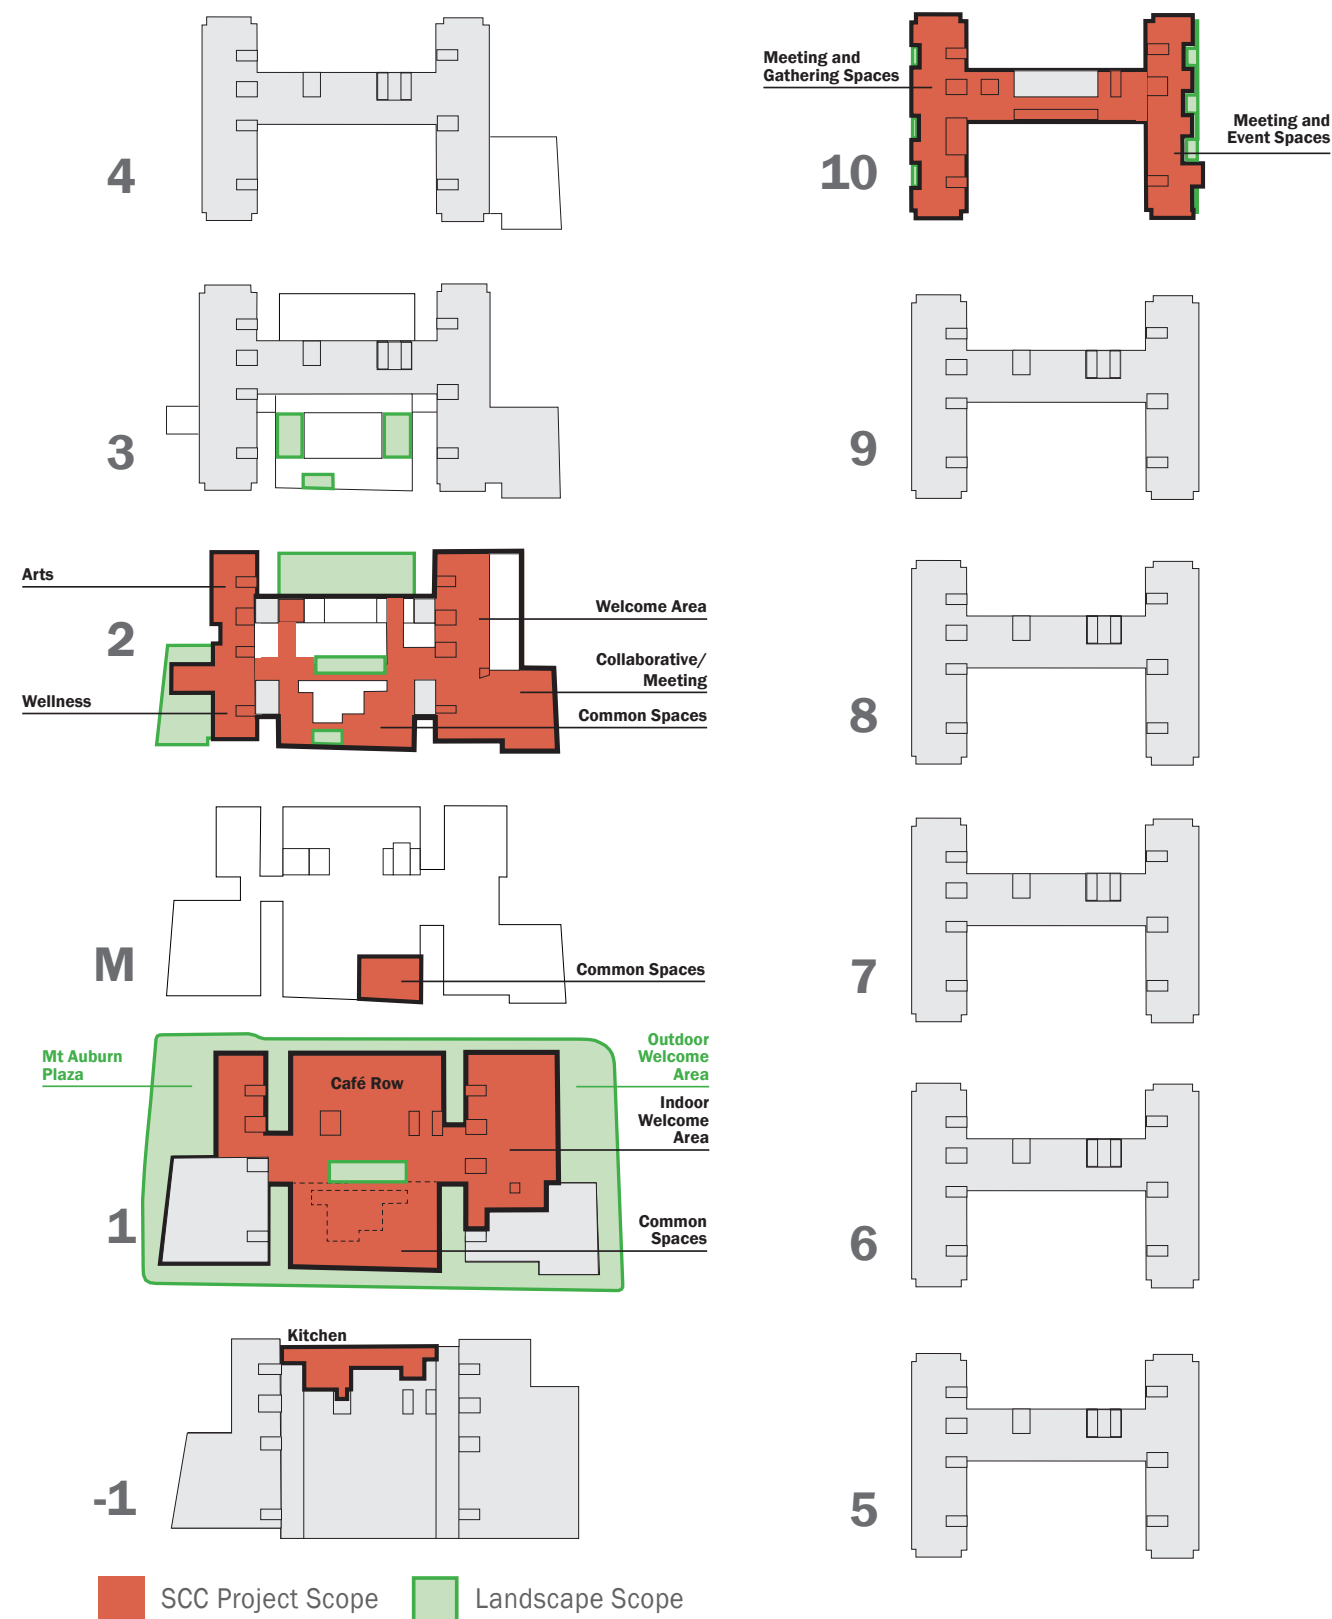 4
3
Arts
2
Welcome Area
Collaborative/
Meeting
Wellness
Common Spaces
M
Common Spaces
Mt Auburn
Plaza
Café Row
Outdoor
Welcome
Area
Indoor
Welcome
Area
1
Common
Spaces
Kitchen
-1
Meeting and
Gathering Spaces
10
Meeting and
Event Spaces
9
8
7
6
5
SCC Project Scope
Landscape Scope